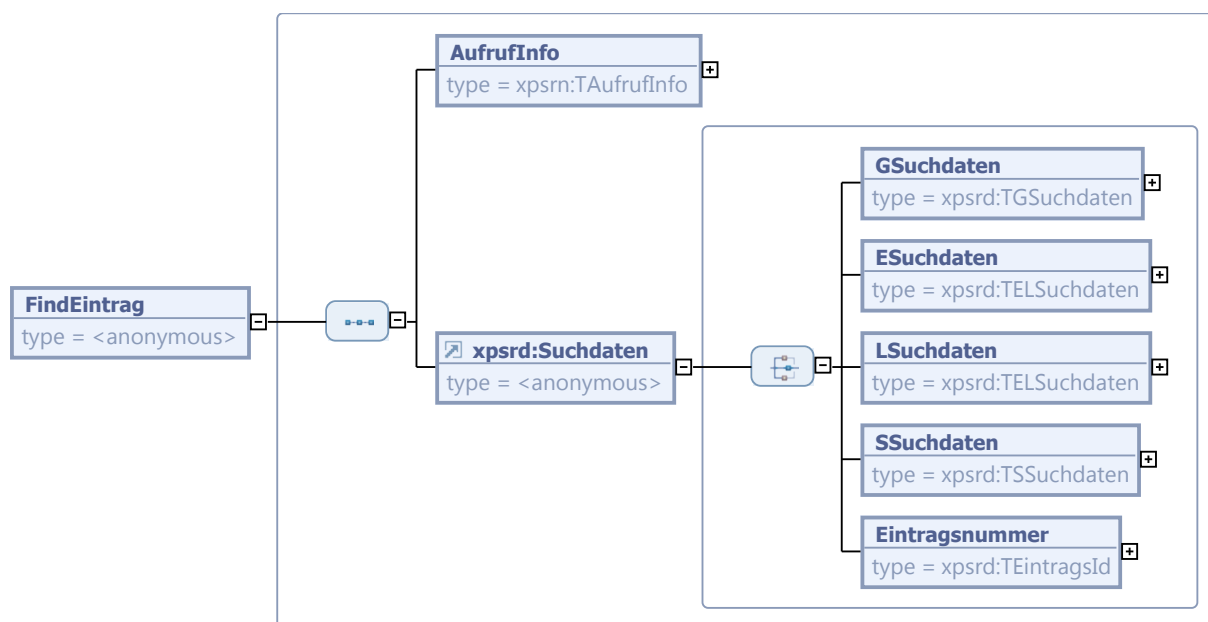 AufrufInfo
type = xpsrn:TAufrufInfo
GSuchdaten
type = xpsrd:TGSuchdaten
ESuchdaten
type = xpsrd:TELSuchdaten
FindEintrag
type = <anonymous>
xpsrd:Suchdaten
type = <anonymous>
LSuchdaten
type = xpsrd:TELSuchdaten
SSuchdaten
type = xpsrd:TSSuchdaten
Eintragsnummer
type = xpsrd:TEintragsId